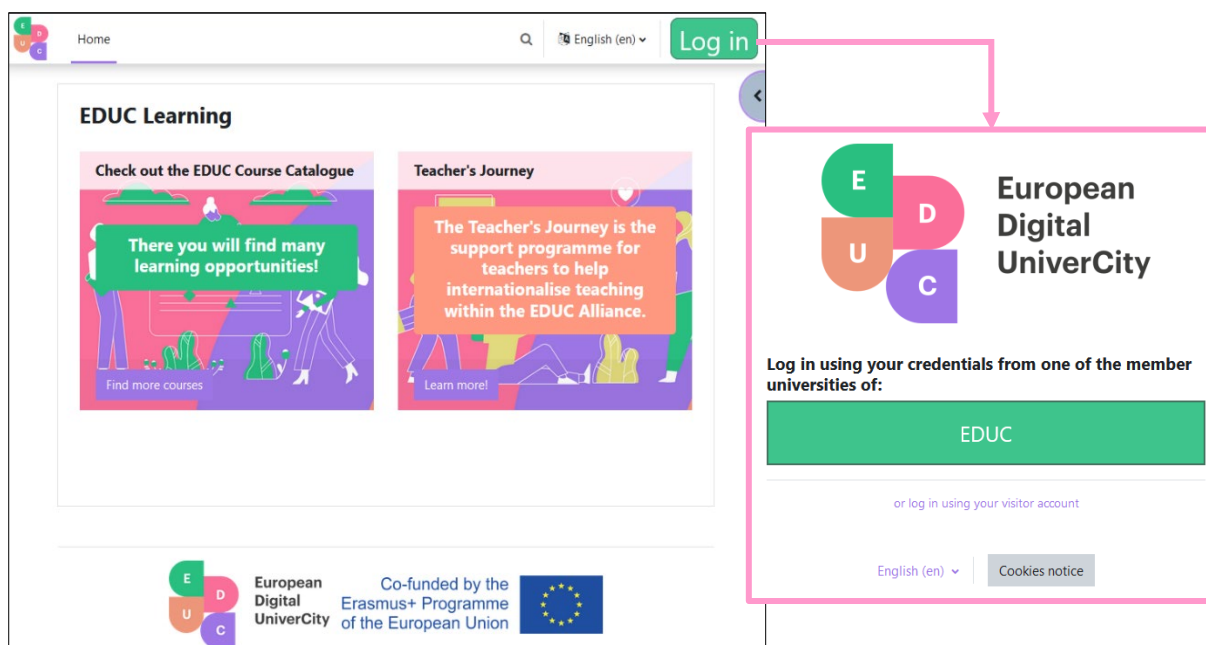 E
D
U
C
Home
English (en)
Log in
EDUC Learning
Check out the EDUC Course Catalogue
There you will find many
learning opportunities!
Find more courses
Teacher's Journey
The Teacher's Journey is the
support programme for
teachers to help
internationalise teaching
within the EDUC Alliance.
Learn more!
E
D
U
C
European
Digital
UniverCity
Co-funded by the
Erasmus+ Programme
of the European Union
E
D
U
C
European
Digital
UniverCity
Log in using your credentials from one of the member
universities of:
EDUC
or log in using your visitor account
English (en)
Cookies notice